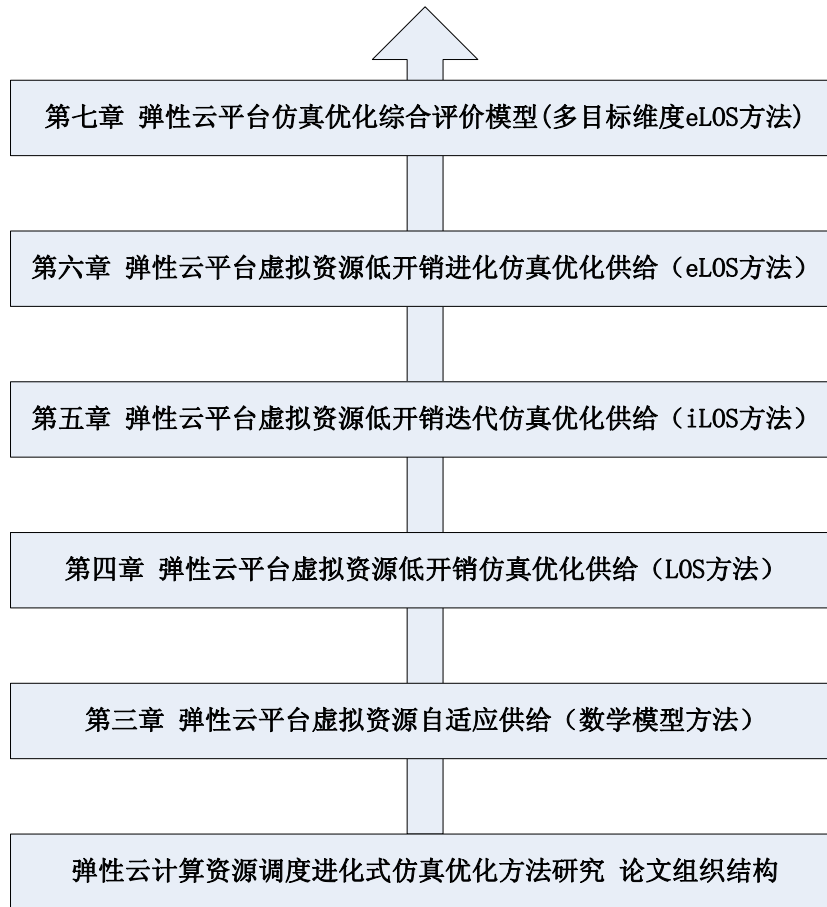 第七章 弹性云平台仿真优化综合评价模型(多目标维度eLOS方法)
第六章 弹性云平台虚拟资源低开销进化仿真优化供给（eLOS方法）
第五章 弹性云平台虚拟资源低开销迭代仿真优化供给（iLOS方法）
第四章 弹性云平台虚拟资源低开销仿真优化供给（LOS方法）
第三章 弹性云平台虚拟资源自适应供给（数学模型方法）
弹性云计算资源调度进化式仿真优化方法研究 论文组织结构